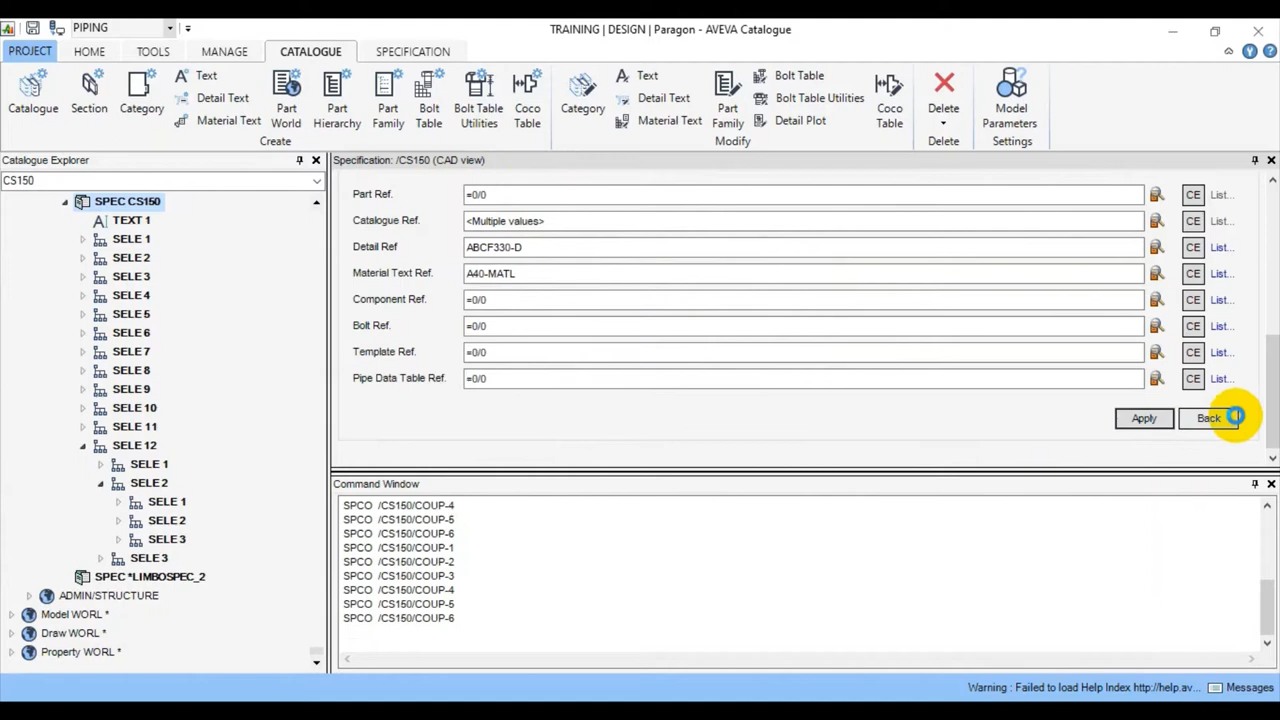 PIPING
TRAINING | DESIGN | Paragon - AVEVA Catalogue
PROJECT HOME TOOLS MANAGE CATALOGUE SPECIFICATION
Catalogue
Section
Category
Text
Detail Text
Material Text
Part World
Part Hierarchy
Part Family
Bolt Table
Bolt Table Utilities
Coco Table
Create
Category
Text
Detail Text
Material Text
Part Family
Bolt Table
Bolt Table Utilities
Detail Plot
Coco Table
Modify
Delete
Delete
Model Parameters
Settings
Catalogue Explorer
CS150
SPEC CS150
TEXT 1
SELE 1
SELE 2
SELE 3
SELE 4
SELE 5
SELE 6
SELE 7
SELE 8
SELE 9
SELE 10
SELE 11
SELE 12
SELE 1
SELE 2
SELE 1
SELE 2
SELE 3
SELE 3
SPEC *LIMBOSPEC_2
ADMIN/STRUCTURE
Model WORL *
Draw WORL *
Property WORL *
Specification: /CS150 (CAD view)
Part Ref. =0/0 CE List...
Catalogue Ref. <Multiple values> CE List...
Detail Ref ABCF330-D CE List...
Material Text Ref. A40-MATL CE List...
Component Ref. =0/0 CE List...
Bolt Ref. =0/0 CE List...
Template Ref. =0/0 CE List...
Pipe Data Table Ref. =0/0 CE List...
Apply Back
Command Window
SPCO /CS150/COUP-4
SPCO /CS150/COUP-5
SPCO /CS150/COUP-6
SPCO /CS150/COUP-1
SPCO /CS150/COUP-2
SPCO /CS150/COUP-3
SPCO /CS150/COUP-4
SPCO /CS150/COUP-5
SPCO /CS150/COUP-6
Warning : Failed to load Help Index http://help.av... Messages